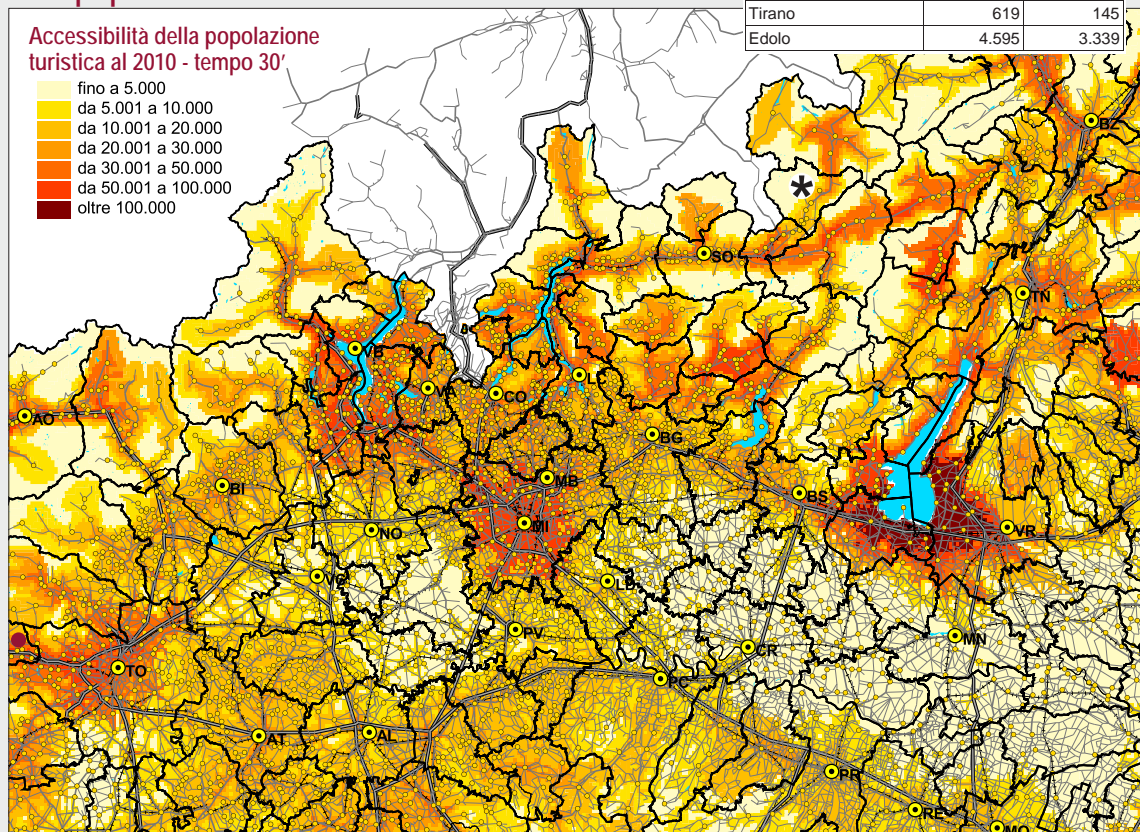 Tirano 619 145
Edolo 4.595 3.339
Accessibilità della popolazione
turistica al 2010 - tempo 30'
fino a 5.000
da 5.001 a 10.000
da 10.001 a 20.000
da 20.001 a 30.000
da 30.001 a 50.000
da 50.001 a 100.000
oltre 100.000
BZ
*
SO
TN
VA
CO
LC
AO
BG
BI
MB
BS
MI
NO
VR
VC
LO
PV
MN
CR
TO
PC
AT
AL
PR
RE